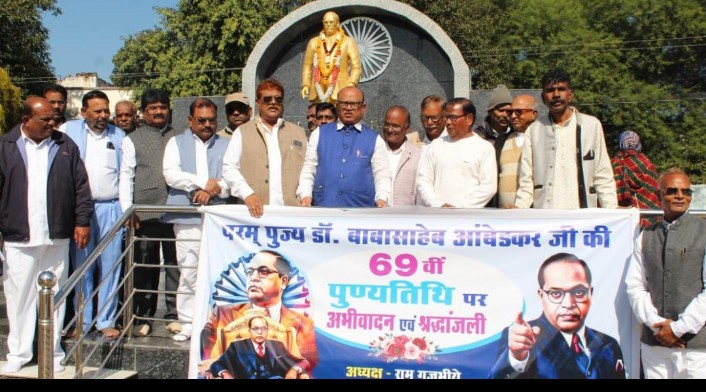 परम् पुज्य डॉ. बाबासाहेब आंबेडकर जी की
69 वीं
पुण्यतिथि पर
अभीवादन एवं श्रद्धांजली
अध्यक्ष - राम गजभीये